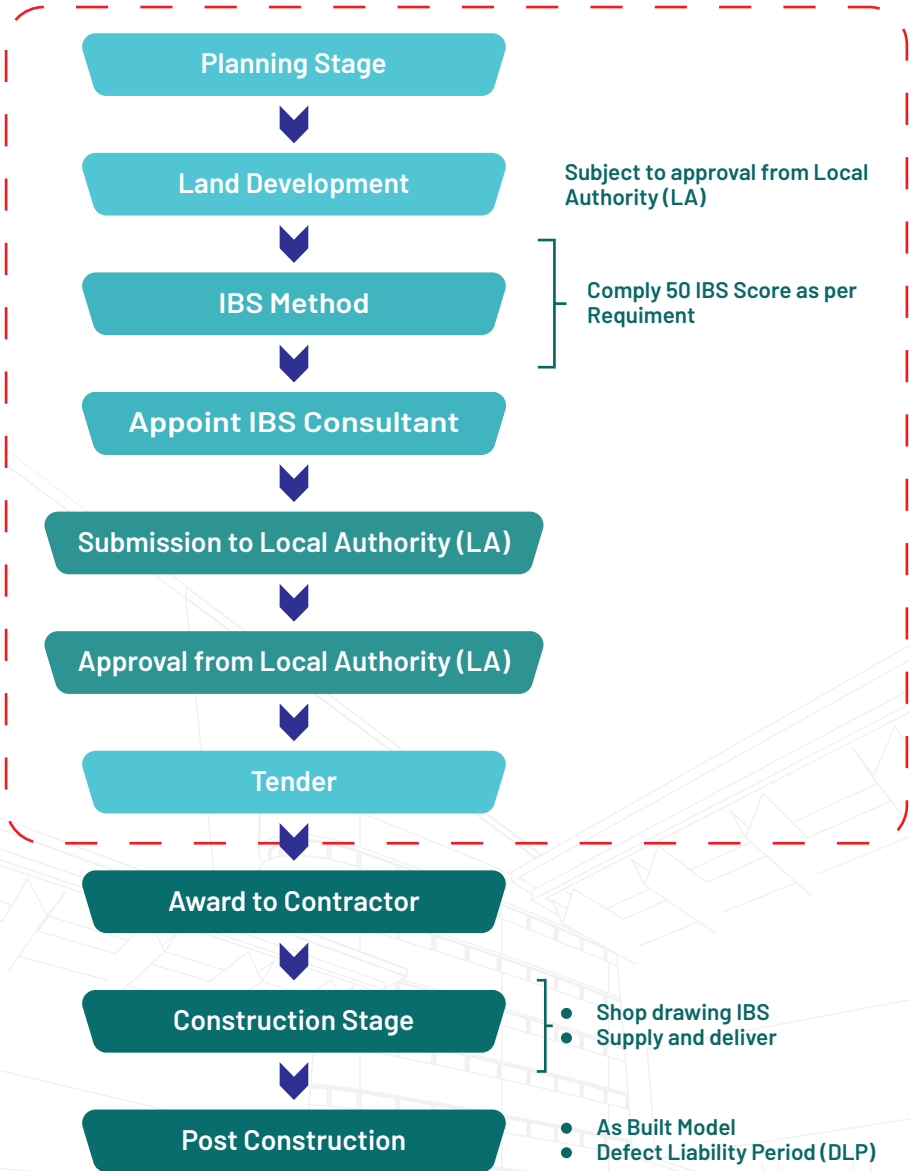 Planning Stage
Land Development
Subject to approval from Local
Authority (LA)
IBS Method
Comply 50 IBS Score as per
Requiment
Appoint IBS Consultant
Submission to Local Authority (LA)
Approval from Local Authority (LA)
Tender
Award to Contractor
Construction Stage
● Shop drawing IBS
● Supply and deliver
Post Construction
● As Built Model
● Defect Liability Period (DLP)